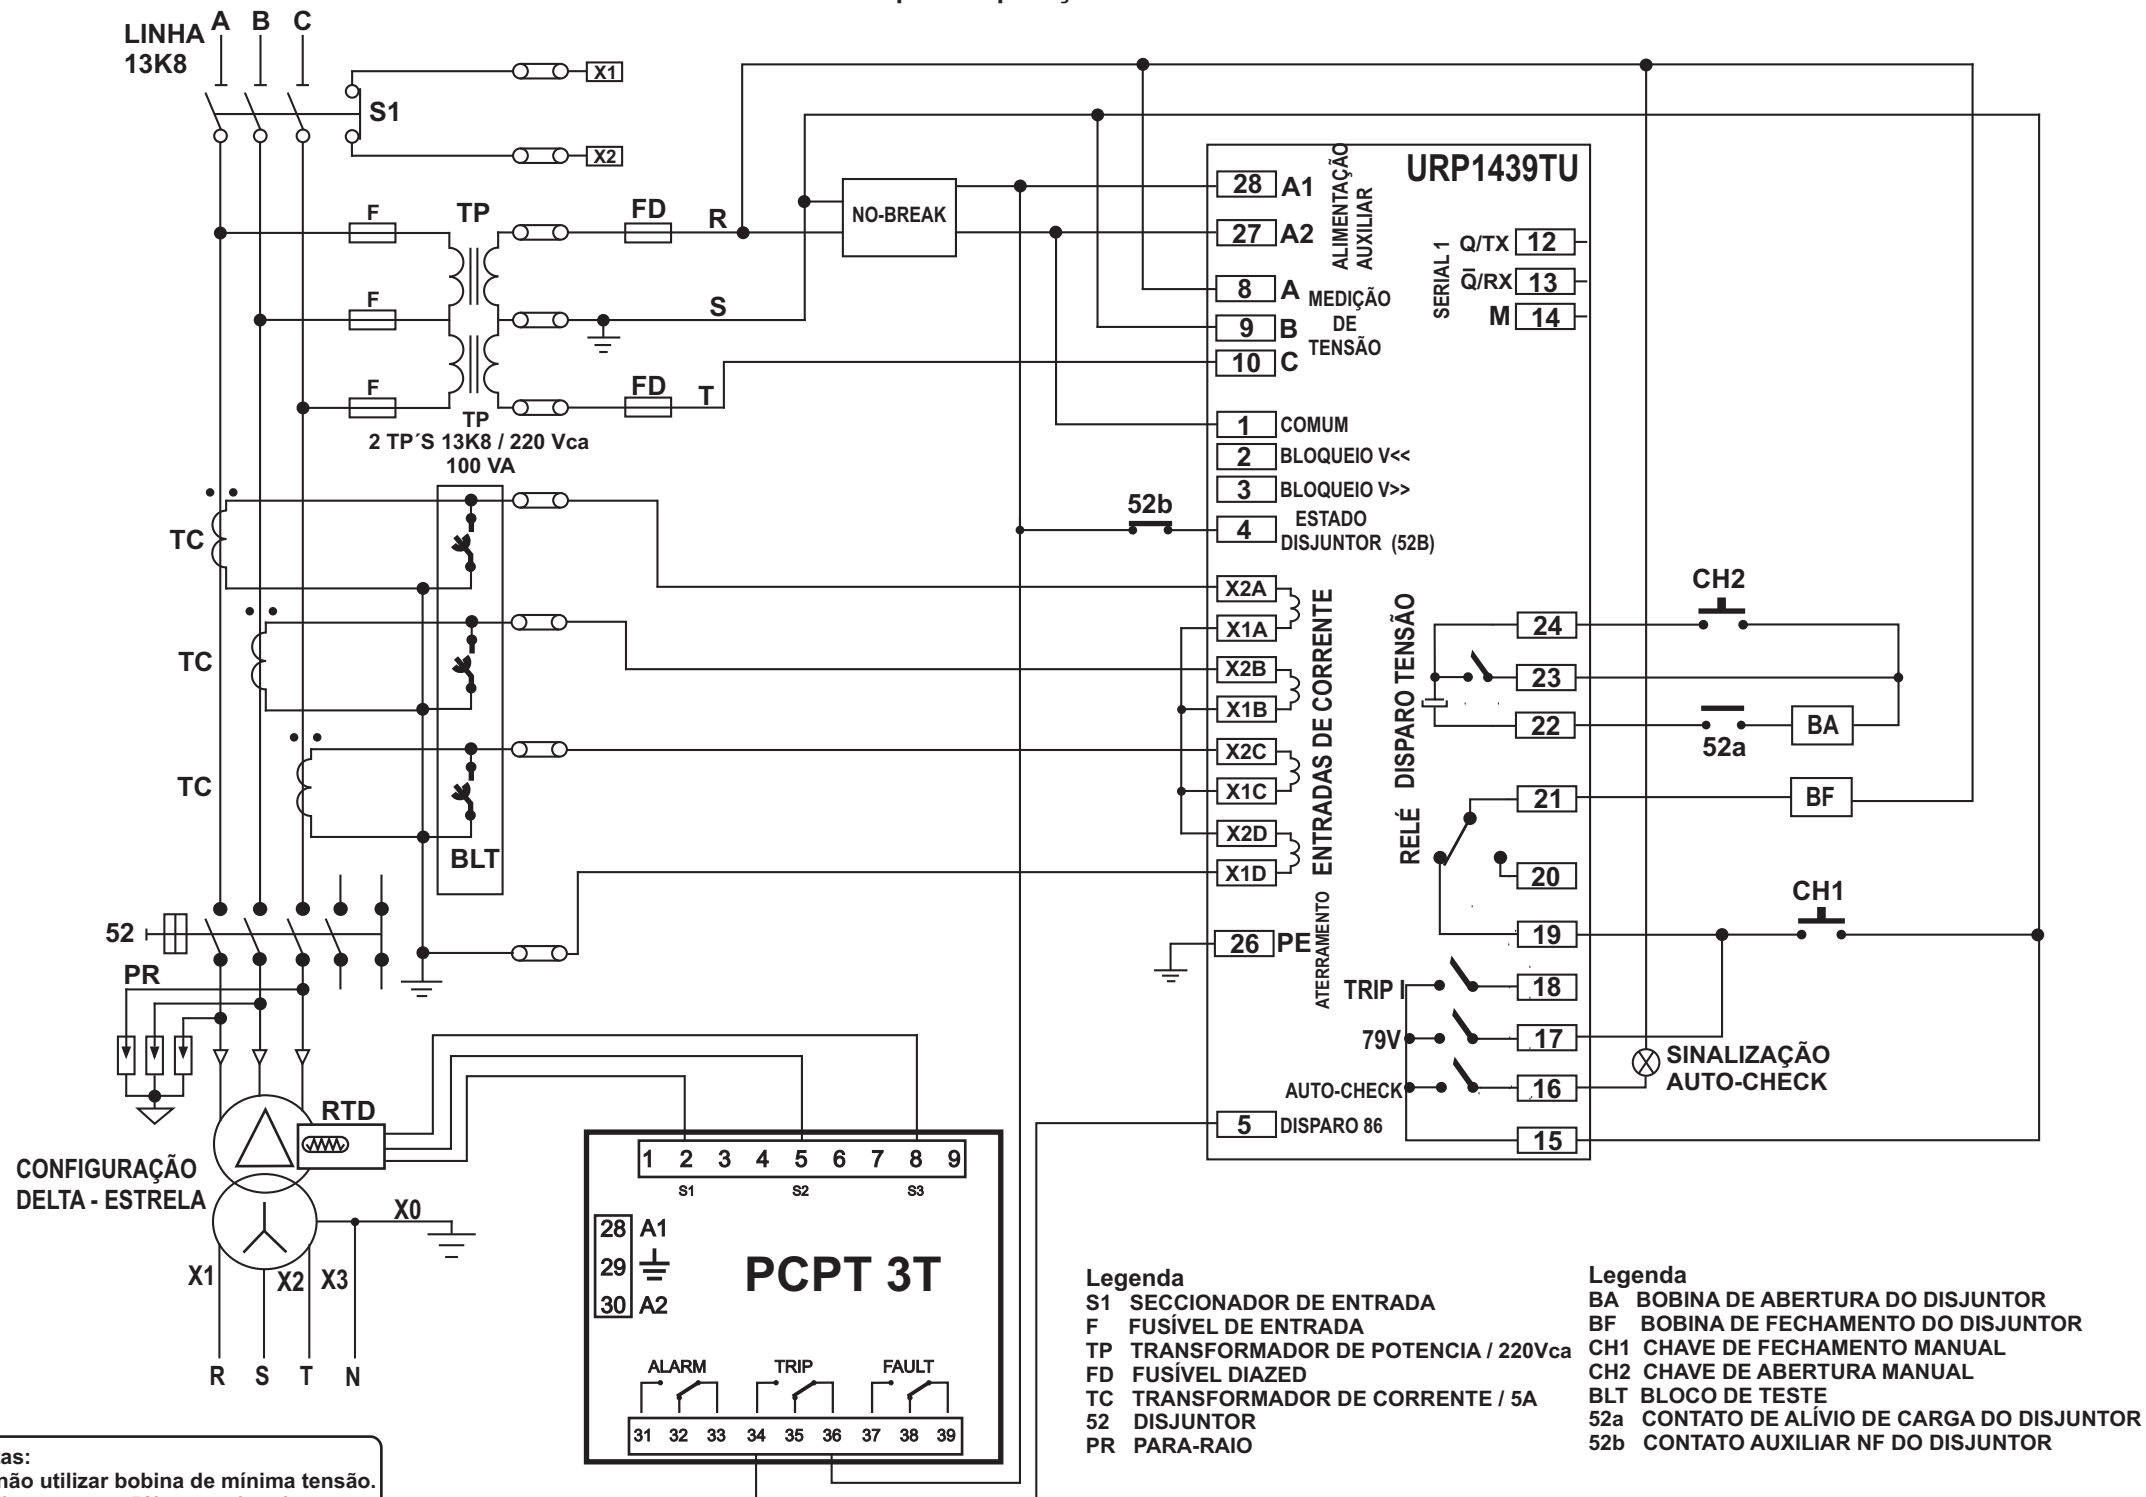 LINHA
13K8
A B C
S1
X1
X2
F
TP
FD
R
NO-BREAK
F
S
F
FD
T
TP
2 TP´S 13K8 / 220 Vca
100 VA
TC
TC
TC
BLT
52
PR
RTD
CONFIGURAÇÃO
DELTA - ESTRELA
X0
X1
X2
X3
R S T N
não utilizar bobina de mínima tensão.
URP1439TU
28 A1
27 A2
ALIMENTAÇÃO
AUXILIAR
8 A
9 B
10 C
MEDIÇÃO
DE
TENSÃO
SERIAL 1
Q/TX 12
Q̅/RX 13
M 14
1 COMUM
2 BLOQUEIO V<<
3 BLOQUEIO V>>
52b
4 ESTADO
DISJUNTOR (52B)
X2A
X1A
X2B
X1B
X2C
X1C
X2D
X1D
ENTRADAS DE CORRENTE
26 PE
ATERRAMENTO
RELÉ DISPARO TENSÃO
24
23
22
21
20
19
TRIP I 18
79V 17
AUTO-CHECK 16
5 DISPARO 86
15
CH2
52a
BA
BF
CH1
SINALIZAÇÃO
AUTO-CHECK
1 2 3 4 5 6 7 8 9
S1 S2 S3
28 A1
29
30 A2
PCPT 3T
ALARM TRIP FAULT
31 32 33 34 35 36 37 38 39
Legenda
S1 SECCIONADOR DE ENTRADA
F FUSÍVEL DE ENTRADA
TP TRANSFORMADOR DE POTENCIA / 220Vca
FD FUSÍVEL DIAZED
TC TRANSFORMADOR DE CORRENTE / 5A
52 DISJUNTOR
PR PARA-RAIO
Legenda
BA BOBINA DE ABERTURA DO DISJUNTOR
BF BOBINA DE FECHAMENTO DO DISJUNTOR
CH1 CHAVE DE FECHAMENTO MANUAL
CH2 CHAVE DE ABERTURA MANUAL
BLT BLOCO DE TESTE
52a CONTATO DE ALÍVIO DE CARGA DO DISJUNTOR
52b CONTATO AUXILIAR NF DO DISJUNTOR